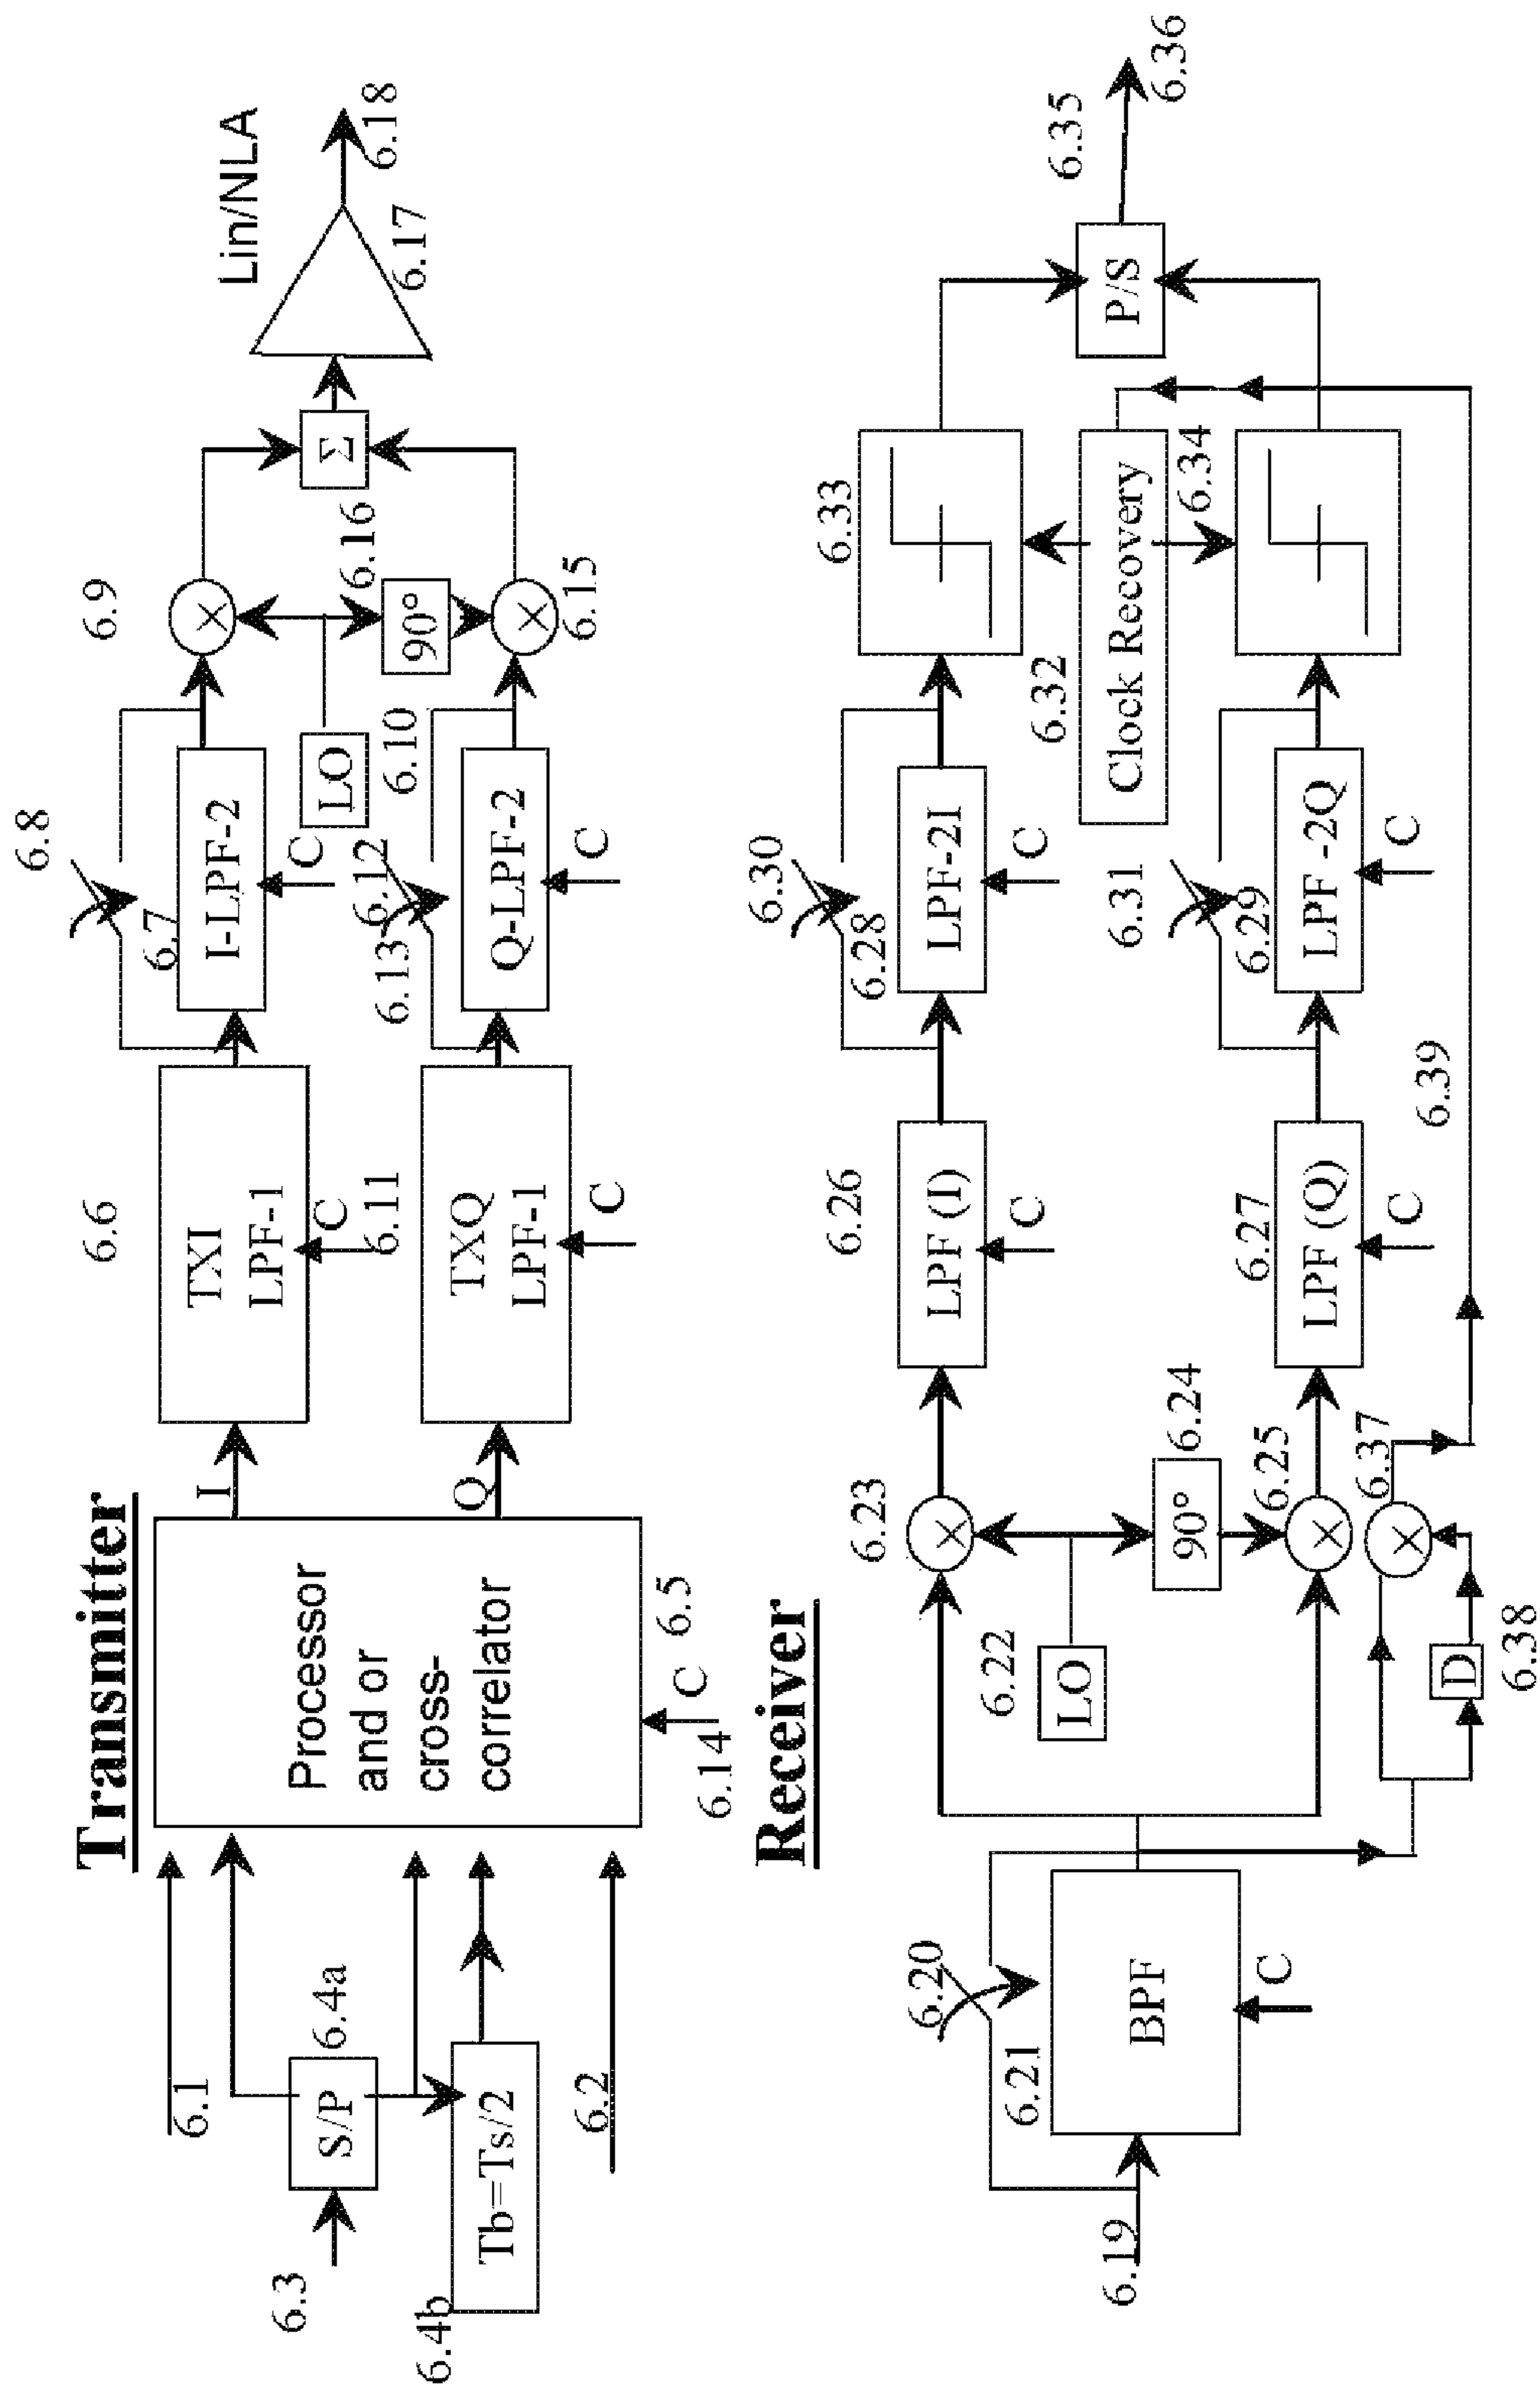 Transmitter
6.1
6.3
S/P
6.4a
6.4b
Tb=Ts/2
6.2
Processor
and or
cross-
correlator
6.14
C
6.5
I
Q
6.6
TXI
LPF-1
C
6.11
TXQ
LPF-1
C
6.8
6.7
I-LPF-2
C
6.12
6.13
Q-LPF-2
C
LO
6.10
6.9
90°
6.16
6.15
Σ
Lin/NLA
6.17
6.18
Receiver
6.19
6.20
6.21
BPF
C
6.22
LO
6.23
90°
6.24
6.25
6.37
D
6.38
6.26
LPF (I)
C
6.27
LPF (Q)
C
6.39
6.30
6.28
LPF-2I
C
6.31
6.29
LPF -2Q
C
6.32
Clock Recovery
6.33
6.34
P/S
6.35
6.36